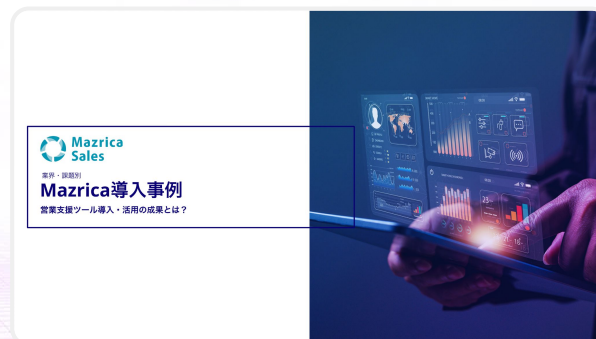 Mazrica
Sales
業界・課題別
Mazrica導入事例
営業支援ツール導入・活用の成果とは？